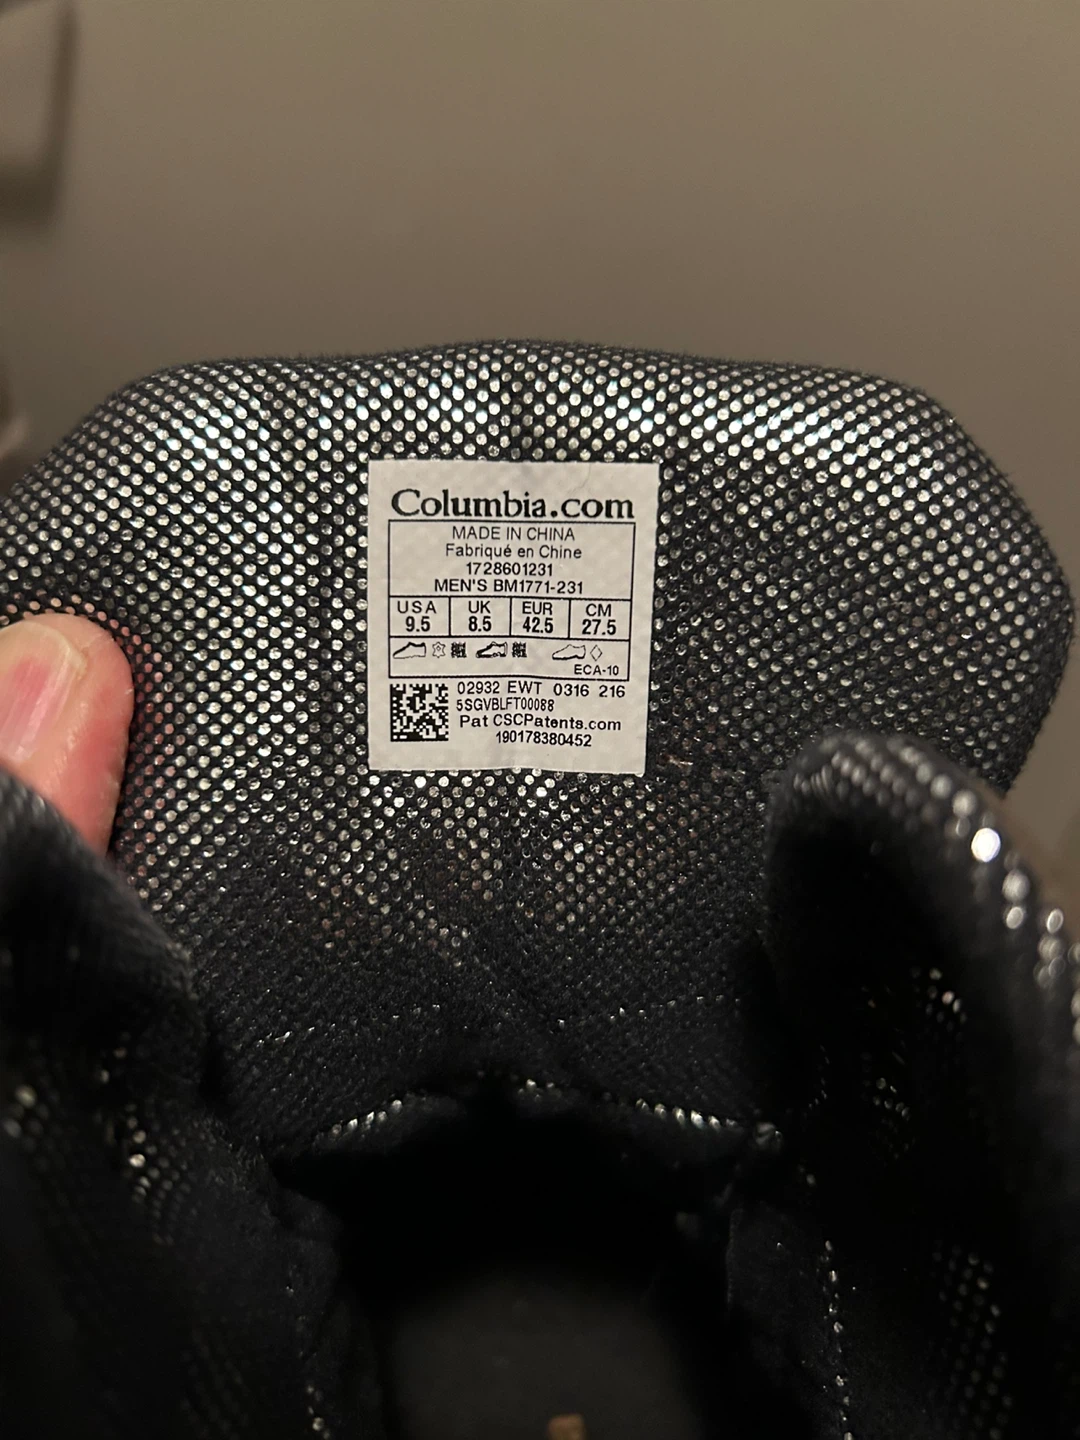 Columbia.com
MADE IN CHINA
Fabriqué en Chine
1728601231
MEN'S BM1771-231
USA UK EUR CM
9.5 8.5 42.5 27.5
ECA-10
02932 EWT 0316 216
5SGVBLFT00088
Pat CSCPatents.com
190178380452